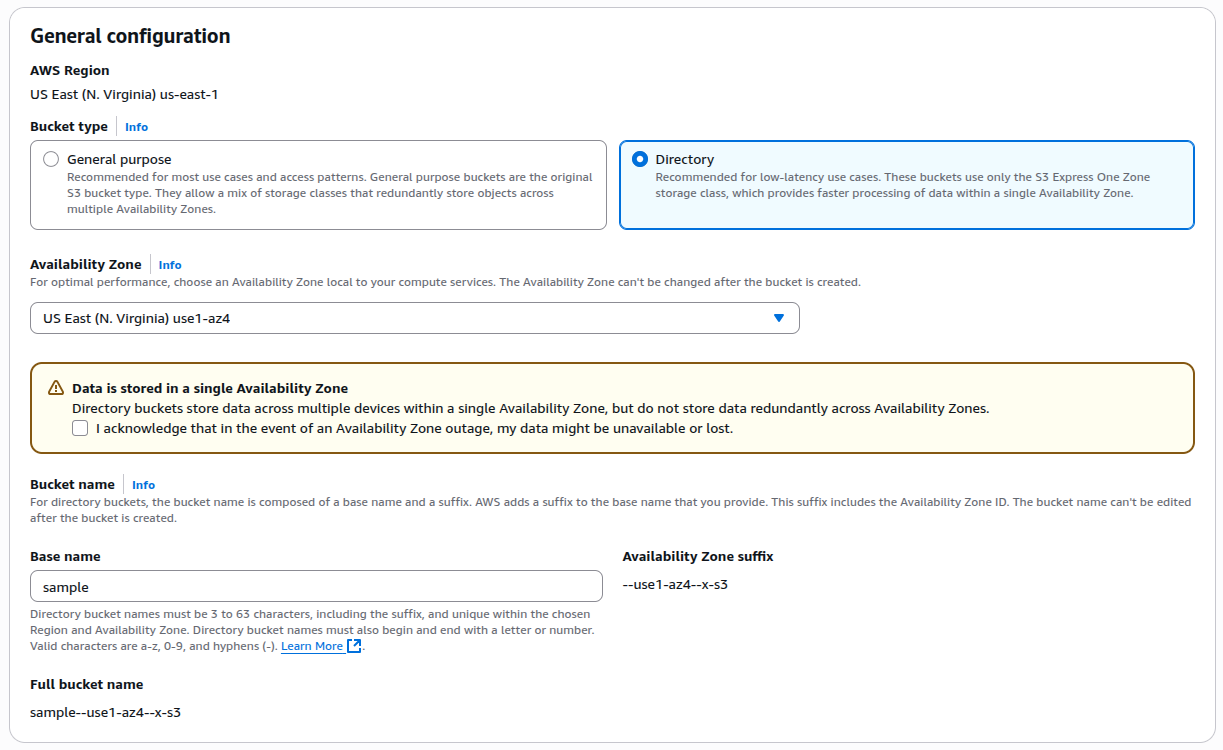 General configuration
AWS Region
US East (N. Virginia) us-east-1
Bucket type Info
General purpose
Recommended for most use cases and access patterns. General purpose buckets are the original
S3 bucket type. They allow a mix of storage classes that redundantly store objects across
multiple Availability Zones.
Directory
Recommended for low-latency use cases. These buckets use only the S3 Express One Zone
storage class, which provides faster processing of data within a single Availability Zone.
Availability Zone Info
For optimal performance, choose an Availability Zone local to your compute services. The Availability Zone can't be changed after the bucket is created.
US East (N. Virginia) use1-az4
Data is stored in a single Availability Zone
Directory buckets store data across multiple devices within a single Availability Zone, but do not store data redundantly across Availability Zones.
I acknowledge that in the event of an Availability Zone outage, my data might be unavailable or lost.
Bucket name Info
For directory buckets, the bucket name is composed of a base name and a suffix. AWS adds a suffix to the base name that you provide. This suffix includes the Availability Zone ID. The bucket name can't be edited
after the bucket is created.
Base name
sample
Directory bucket names must be 3 to 63 characters, including the suffix, and unique within the chosen
Region and Availability Zone. Directory bucket names must also begin and end with a letter or number.
Valid characters are a-z, 0-9, and hyphens (-). Learn More.
Availability Zone suffix
--use1-az4--x-s3
Full bucket name
sample--use1-az4--x-s3